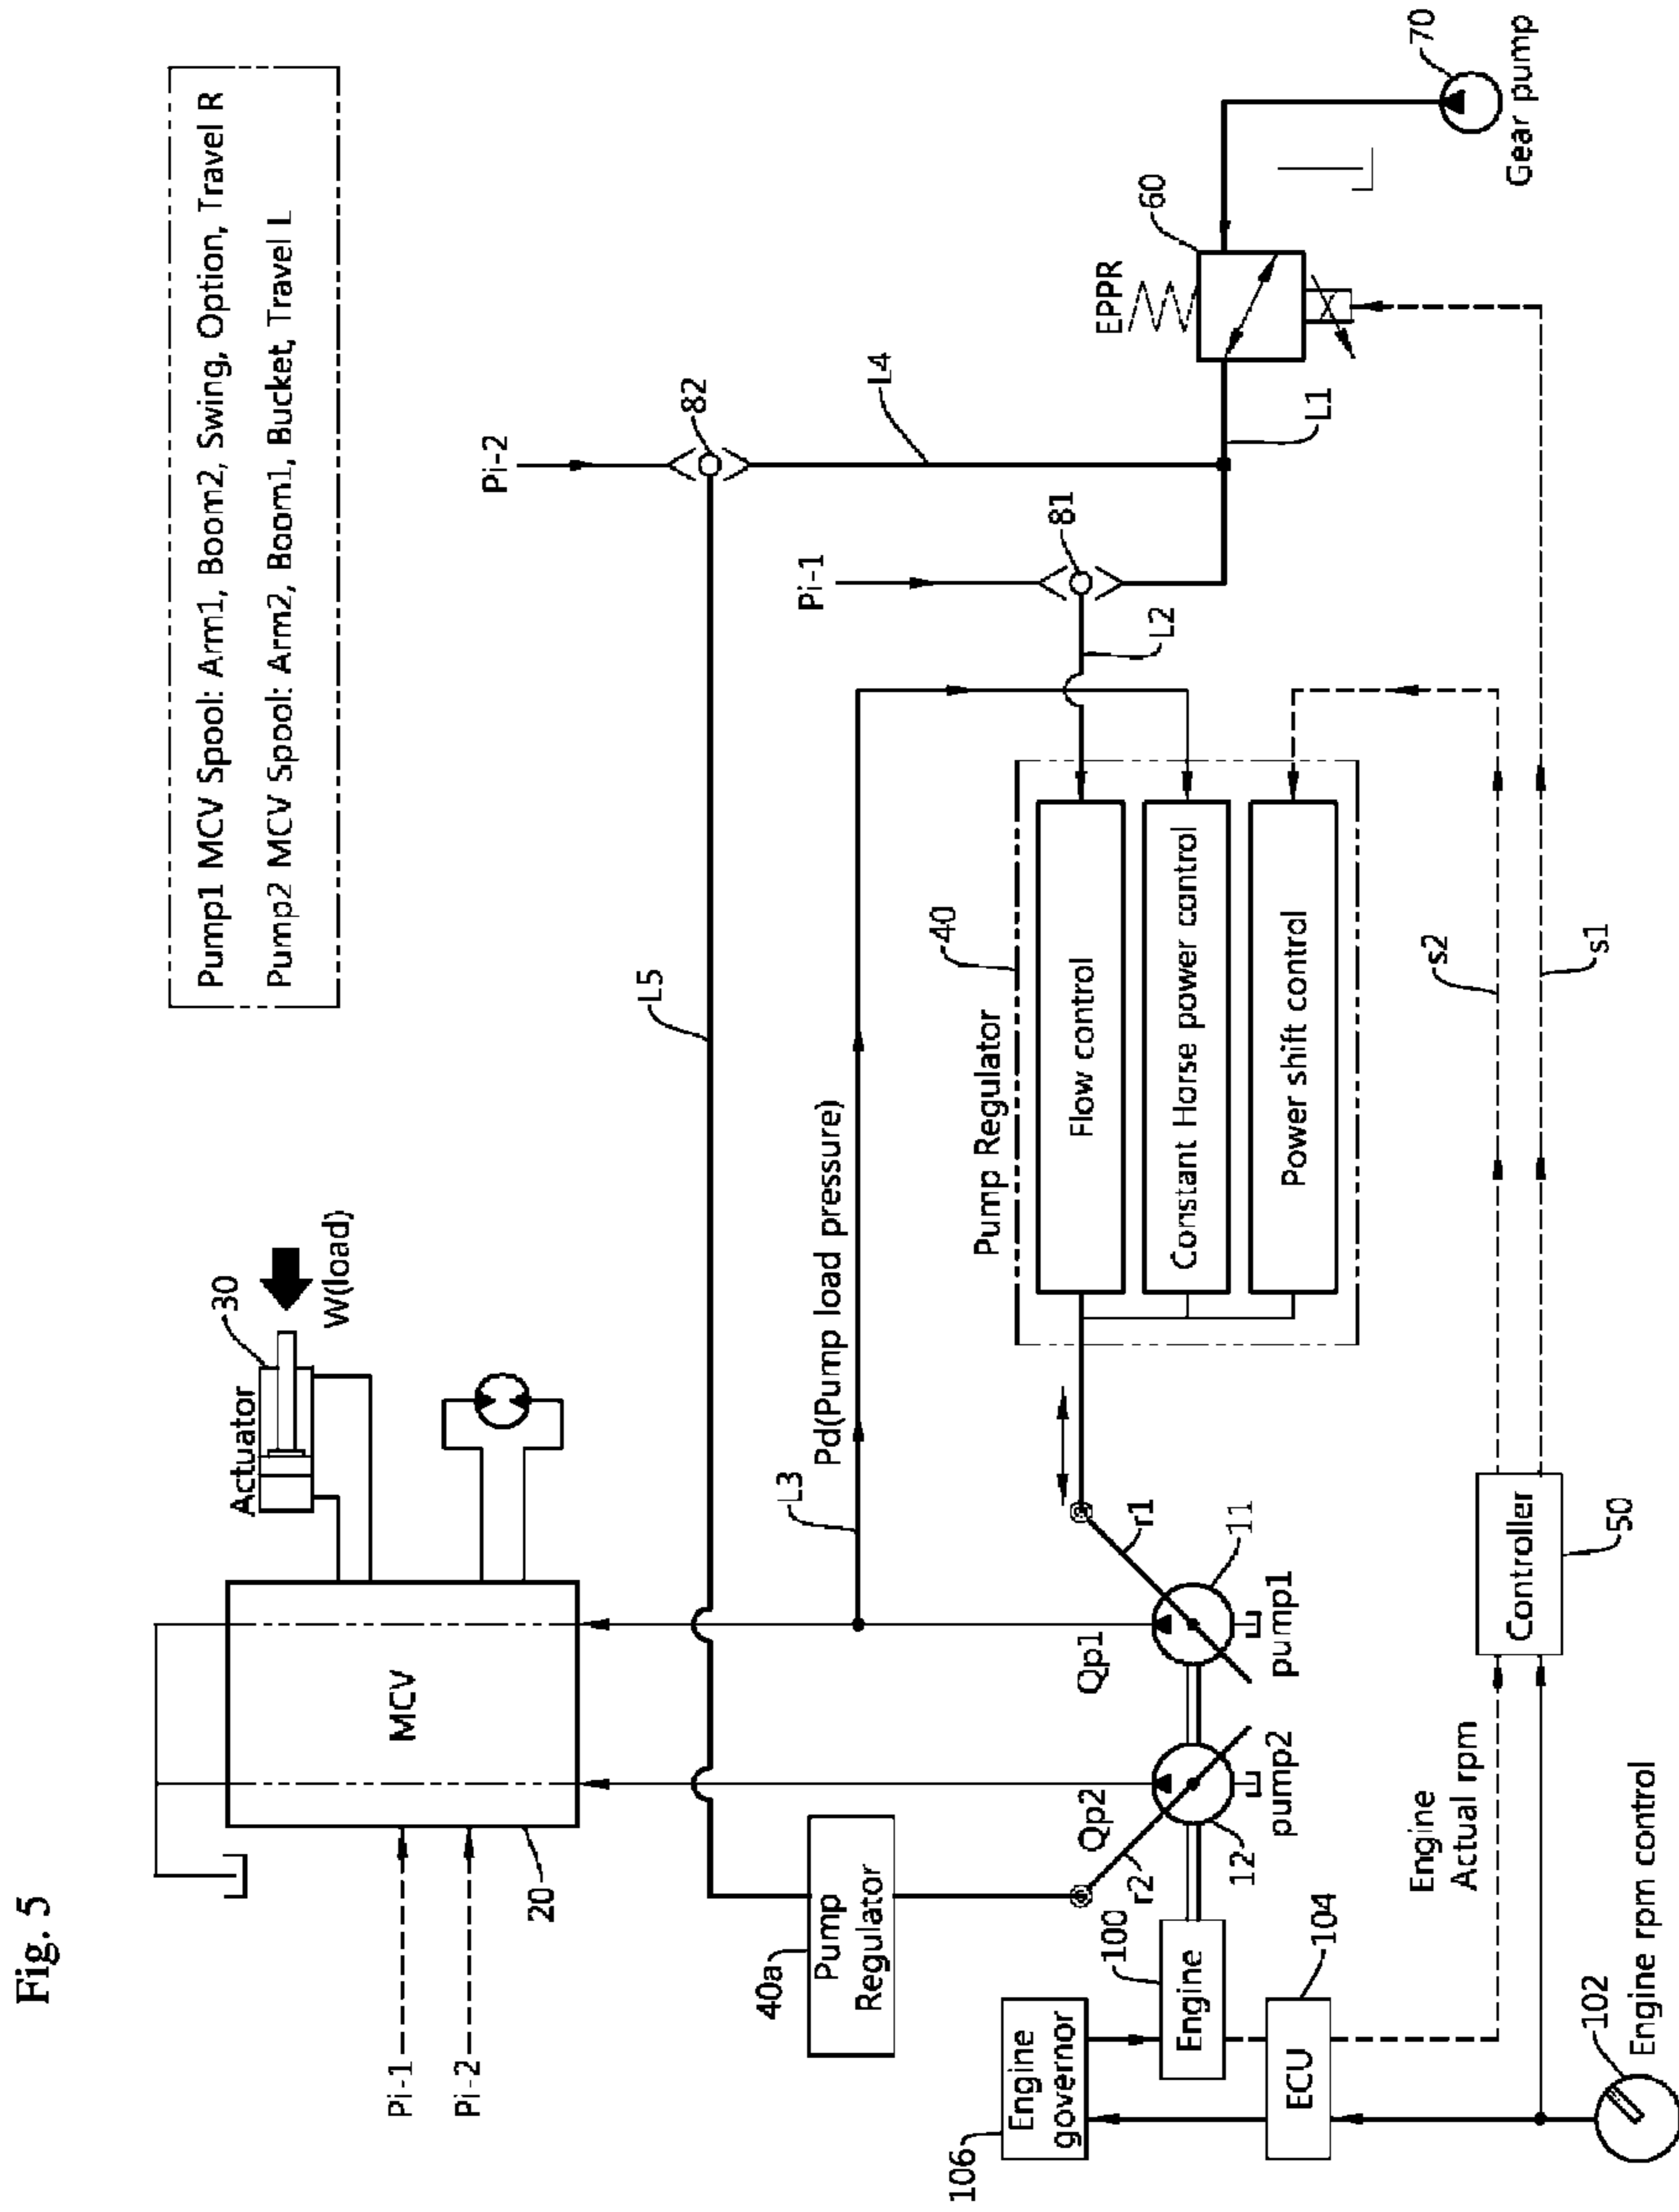 Fig. 5
Pump1 MCV Spool: Arm1, Boom2, Swing, Option, Travel R
Pump2 MCV Spool: Arm2, Boom1, Bucket, Travel L
Actuator
30
W(load)
MCV
Pi-1
Pi-2
20
L5
Pi-2
82
L4
40a
Pump
Regulator
L3
Pd(Pump load pressure)
Pi-1
81
L2
EPPR
60
L1
70
Gear pump
Pump Regulator
40
Flow control
Constant Horse power control
Power shift control
Qp2
Qp1
r2
r1
12
11
pump2
pump1
106
Engine
governor
100
Engine
ECU
104
Engine
Actual rpm
Controller
50
s2
s1
102
Engine rpm control